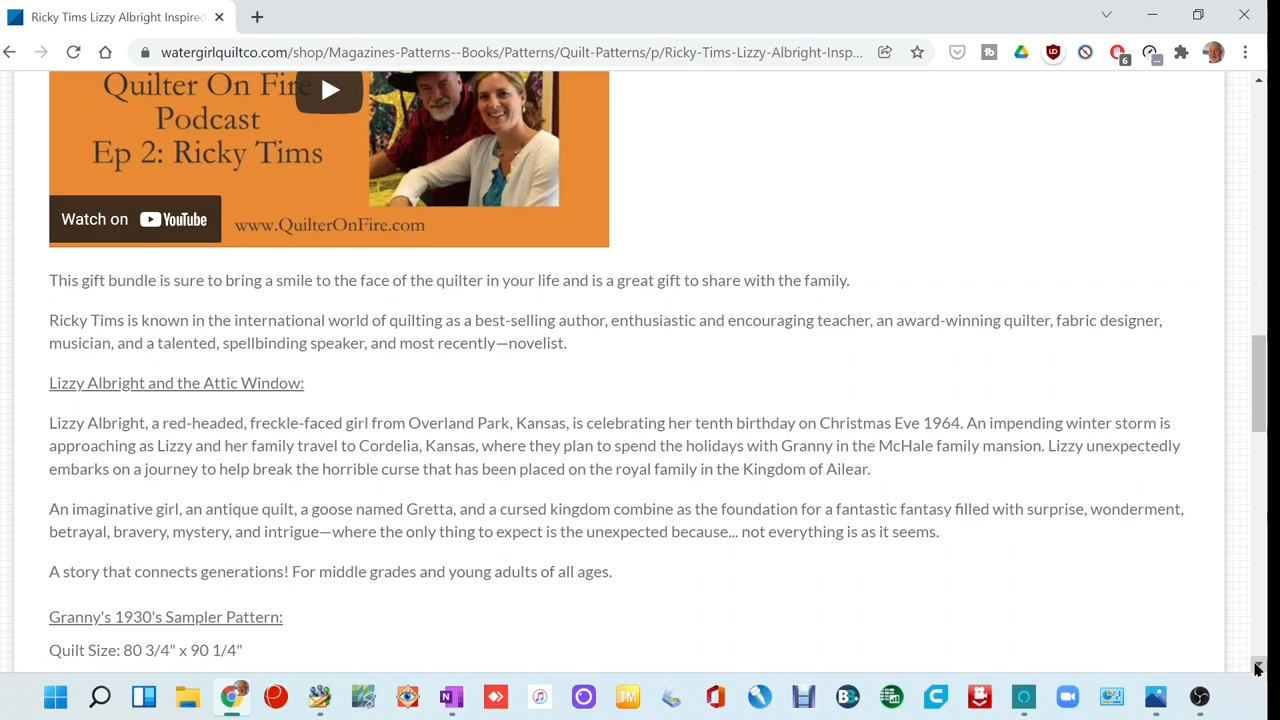 Ricky Tims Lizzy Albright Inspired
watergirlquiltco.com/shop/Magazines-Patterns--Books/Patterns/Quilt-Patterns/p/Ricky-Tims-Lizzy-Albright-Insp...
6
Quilter On Fire
Podcast
Ep 2: Ricky Tims
Watch on YouTube
www.QuilterOnFire.com
This gift bundle is sure to bring a smile to the face of the quilter in your life and is a great gift to share with the family.
Ricky Tims is known in the international world of quilting as a best-selling author, enthusiastic and encouraging teacher, an award-winning quilter, fabric designer,
musician, and a talented, spellbinding speaker, and most recently—novelist.
Lizzy Albright and the Attic Window:
Lizzy Albright, a red-headed, freckle-faced girl from Overland Park, Kansas, is celebrating her tenth birthday on Christmas Eve 1964. An impending winter storm is
approaching as Lizzy and her family travel to Cordelia, Kansas, where they plan to spend the holidays with Granny in the McHale family mansion. Lizzy unexpectedly
embarks on a journey to help break the horrible curse that has been placed on the royal family in the Kingdom of Ailear.
An imaginative girl, an antique quilt, a goose named Gretta, and a cursed kingdom combine as the foundation for a fantastic fantasy filled with surprise, wonderment,
betrayal, bravery, mystery, and intrigue—where the only thing to expect is the unexpected because... not everything is as it seems.
A story that connects generations! For middle grades and young adults of all ages.
Granny's 1930's Sampler Pattern:
Quilt Size: 80 3/4" x 90 1/4"